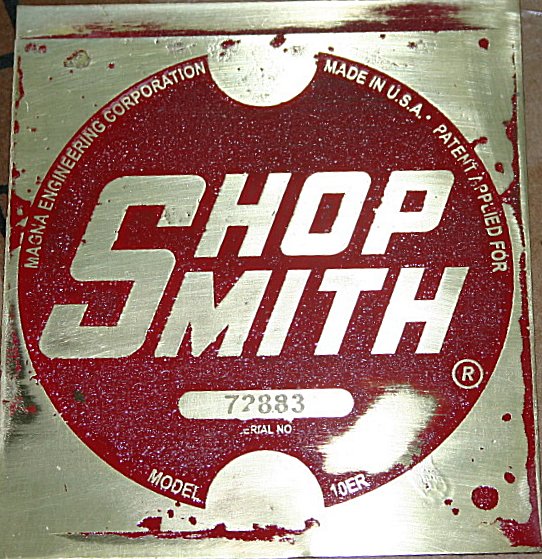 MAGNA ENGINEERING CORPORATION
MADE IN U.S.A. • PATENT APPLIED FOR
SHOP
SMITH
®
72883
ERIAL NO
MODEL 10ER